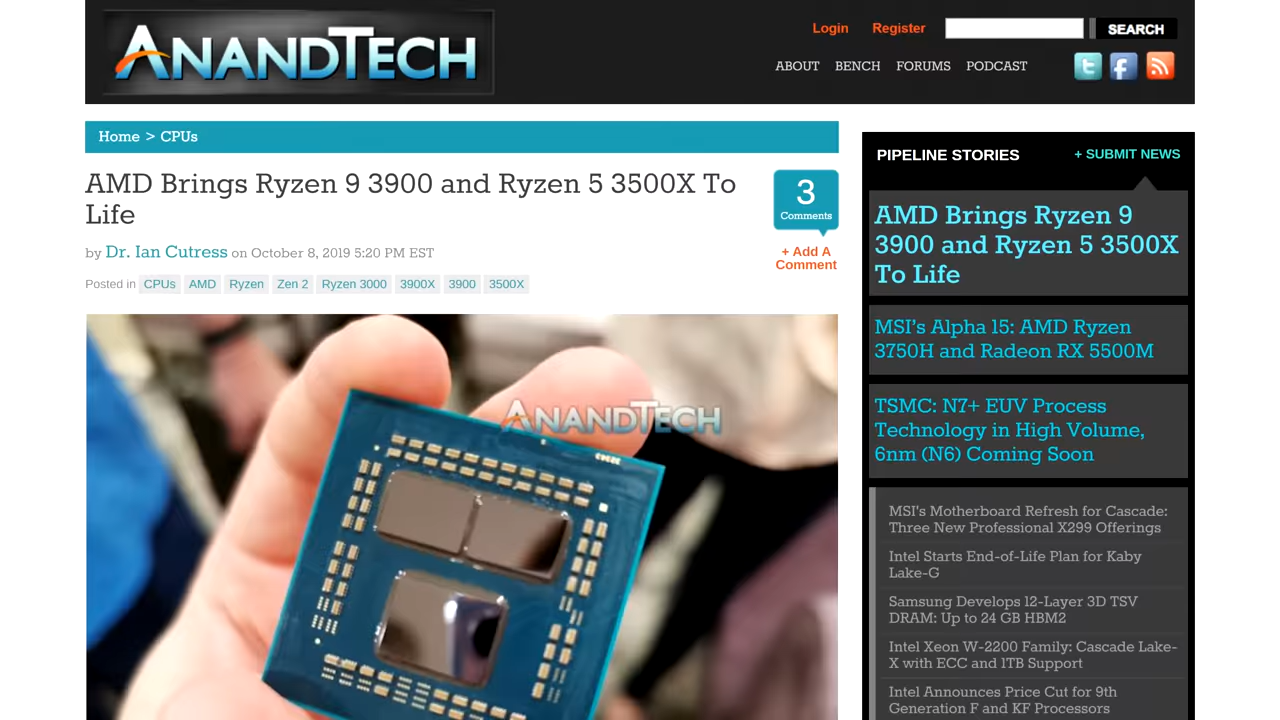 ANANDTECH
Login Register SEARCH
ABOUT BENCH FORUMS PODCAST
Home > CPUs
AMD Brings Ryzen 9 3900 and Ryzen 5 3500X To
Life
3
Comments
by Dr. Ian Cutress on October 8, 2019 5:20 PM EST
+ Add A
Comment
Posted in CPUs AMD Ryzen Zen 2 Ryzen 3000 3900X 3900 3500X
ANANDTECH
PIPELINE STORIES + SUBMIT NEWS
AMD Brings Ryzen 9
3900 and Ryzen 5 3500X
To Life
MSI's Alpha 15: AMD Ryzen
3750H and Radeon RX 5500M
TSMC: N7+ EUV Process
Technology in High Volume,
6nm (N6) Coming Soon
MSI's Motherboard Refresh for Cascade:
Three New Professional X299 Offerings
Intel Starts End-of-Life Plan for Kaby
Lake-G
Samsung Develops 12-Layer 3D TSV
DRAM: Up to 24 GB HBM2
Intel Xeon W-2200 Family: Cascade Lake-
X with ECC and 1TB Support
Intel Announces Price Cut for 9th
Generation F and KF Processors